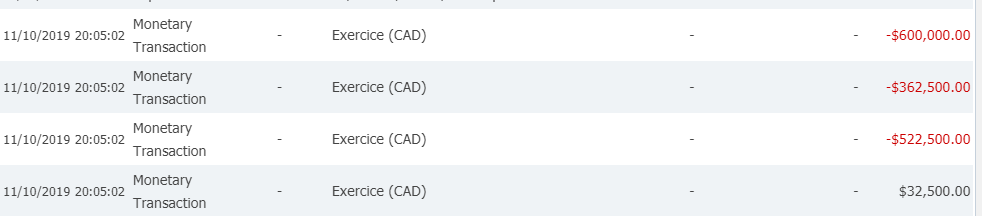 11/10/2019 20:05:02 Monetary Transaction - Exercice (CAD) - - -$600,000.00
11/10/2019 20:05:02 Monetary Transaction - Exercice (CAD) - - -$362,500.00
11/10/2019 20:05:02 Monetary Transaction - Exercice (CAD) - - -$522,500.00
11/10/2019 20:05:02 Monetary Transaction - Exercice (CAD) - - $32,500.00